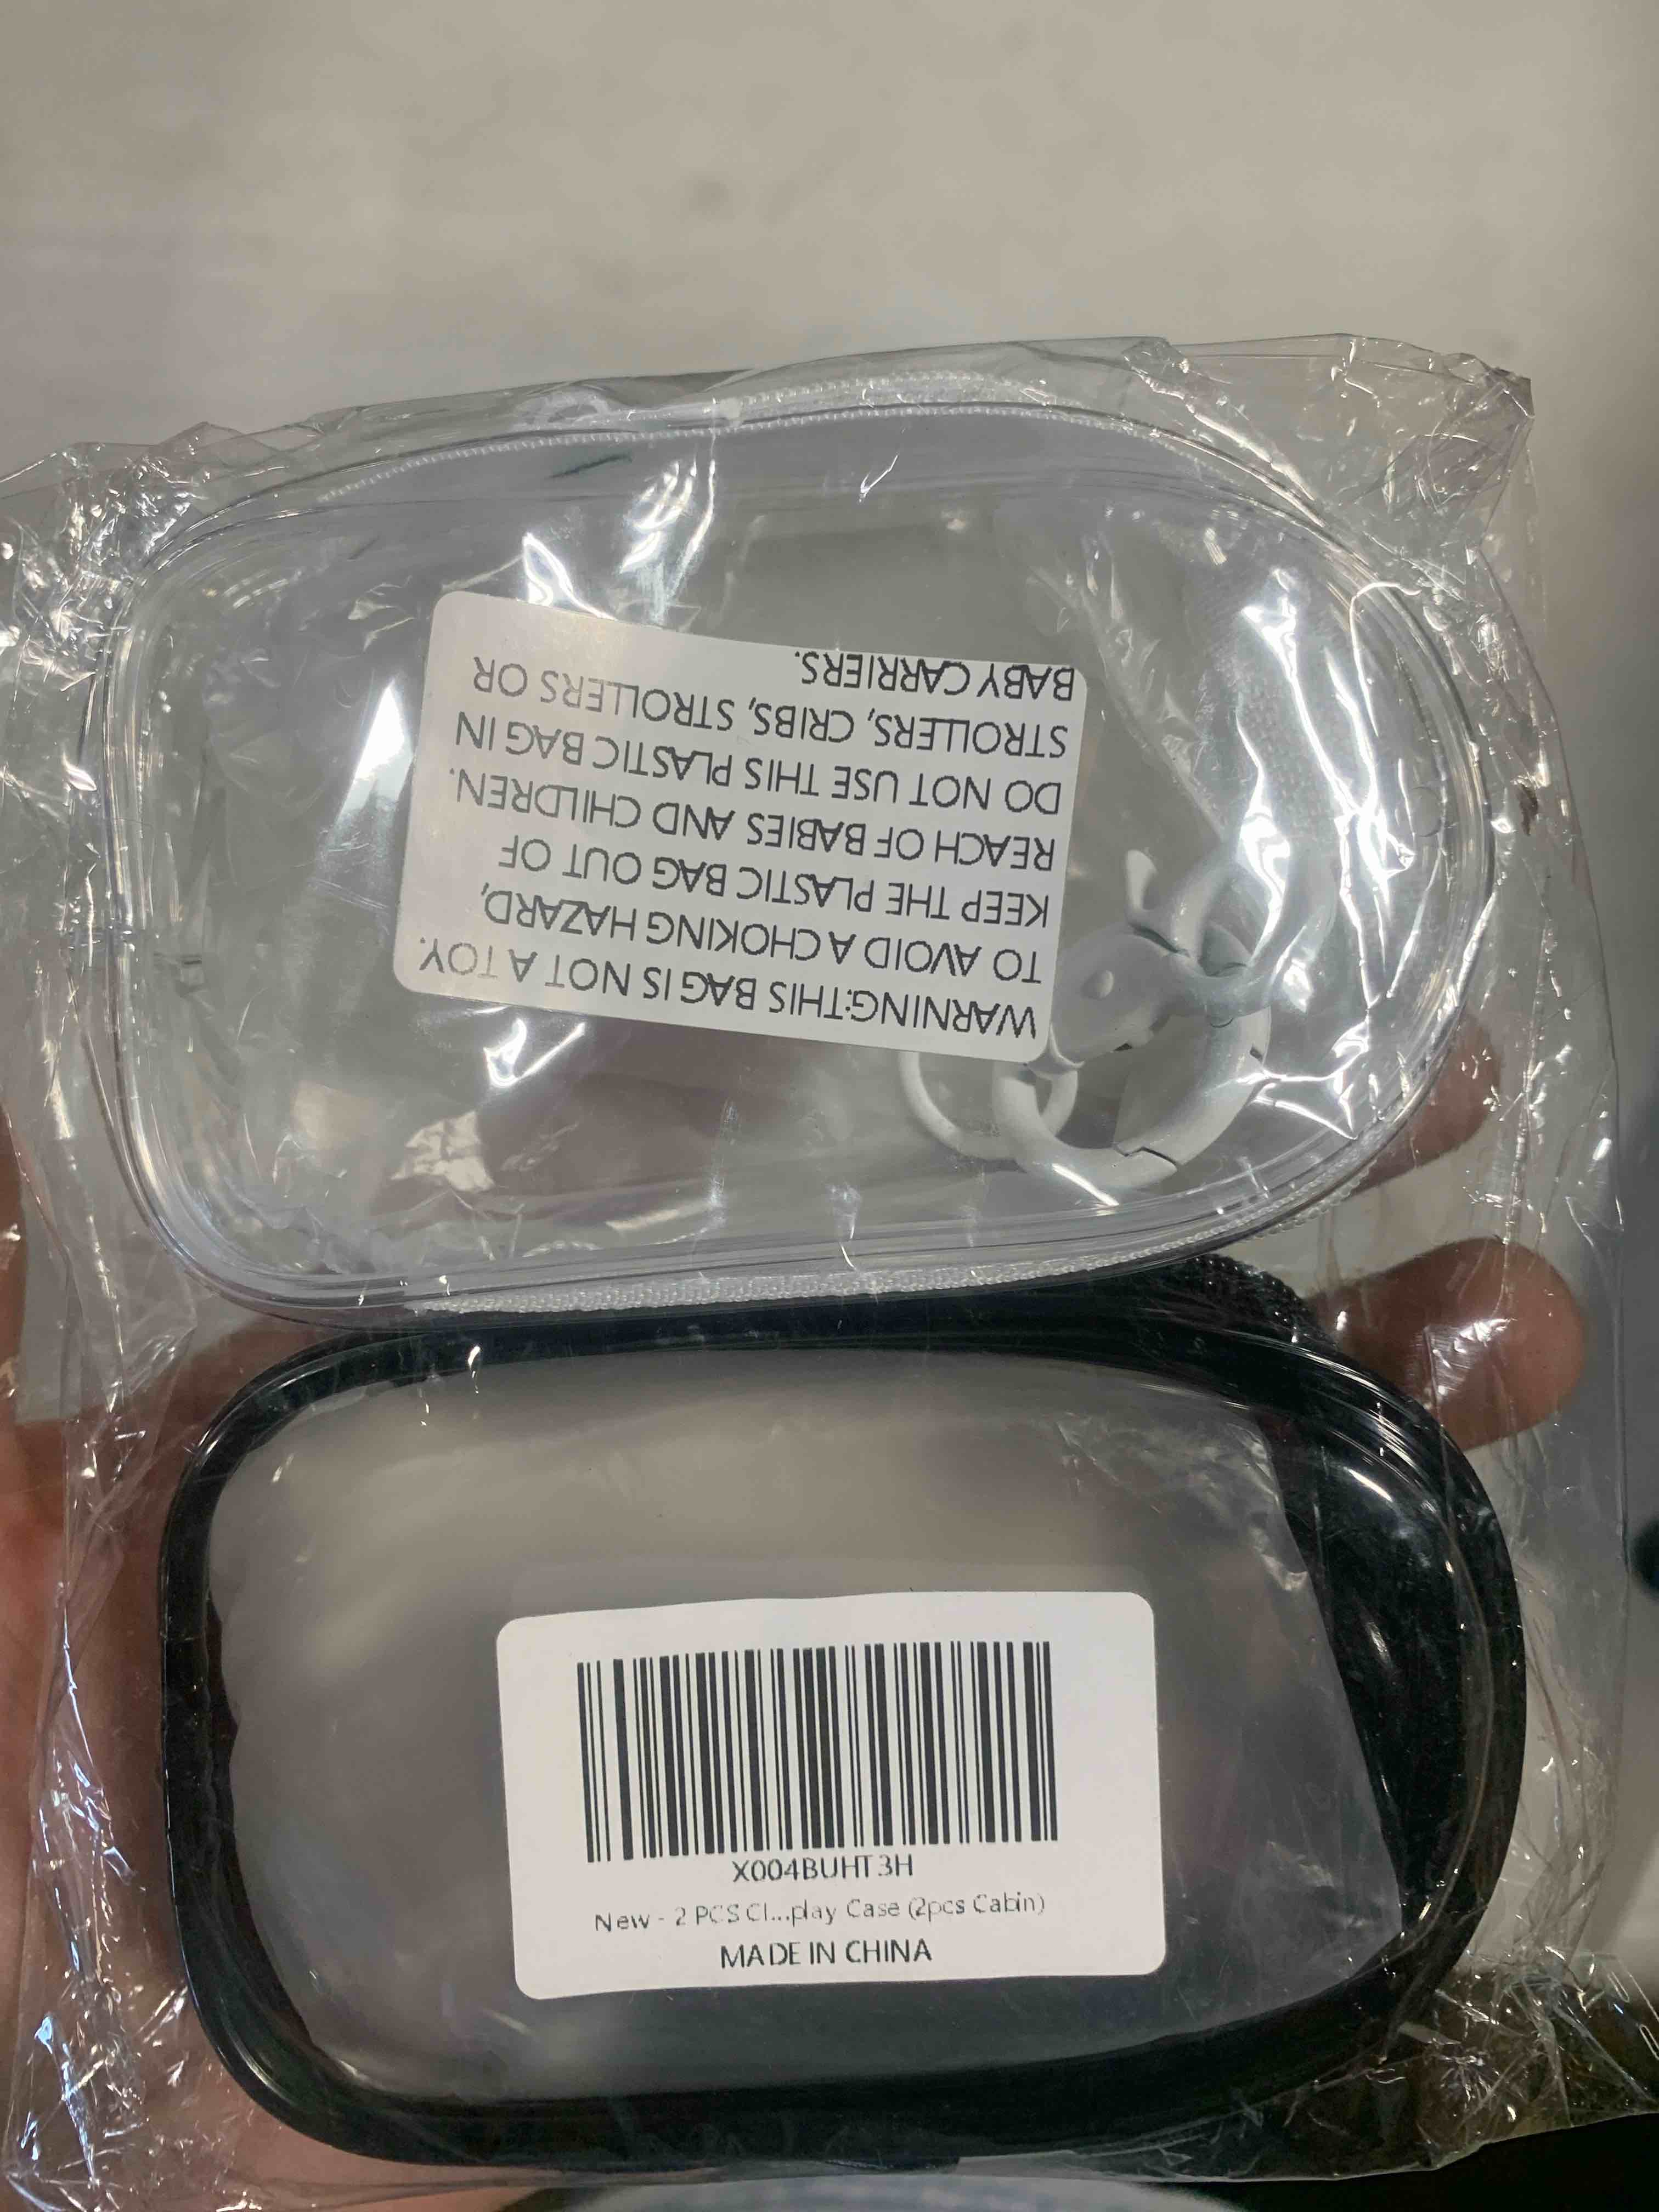 WARNING:THIS BAG IS NOT A TOY.
TO AVOID A CHOKING HAZARD,
KEEP THE PLASTIC BAG OUT OF
REACH OF BABIES AND CHILDREN.
DO NOT USE THIS PLASTIC BAG IN
STROLLERS, CRIBS, STROLLERS OR
BABY CARRIERS.
X004BUHT3H
New - 2 PCS Cl...play Case (2pcs Cabin)
MADE IN CHINA